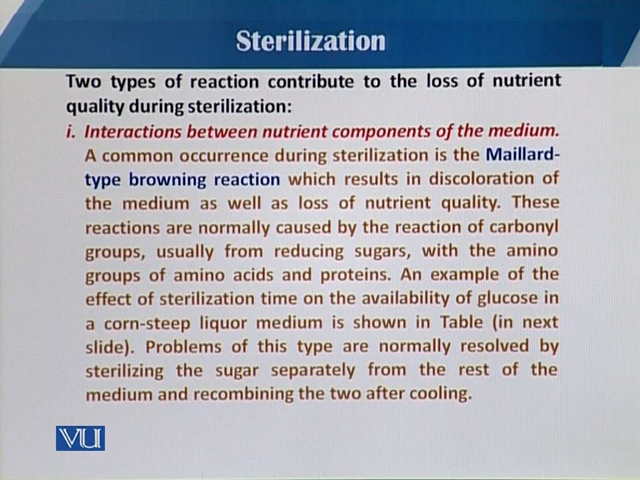 Sterilization
Two types of reaction contribute to the loss of nutrient
quality during sterilization:
i. Interactions between nutrient components of the medium.
A common occurrence during sterilization is the Maillard-
type browning reaction which results in discoloration of
the medium as well as loss of nutrient quality. These
reactions are normally caused by the reaction of carbonyl
groups, usually from reducing sugars, with the amino
groups of amino acids and proteins. An example of the
effect of sterilization time on the availability of glucose in
a corn-steep liquor medium is shown in Table (in next
slide). Problems of this type are normally resolved by
sterilizing the sugar separately from the rest of the
medium and recombining the two after cooling.
VU